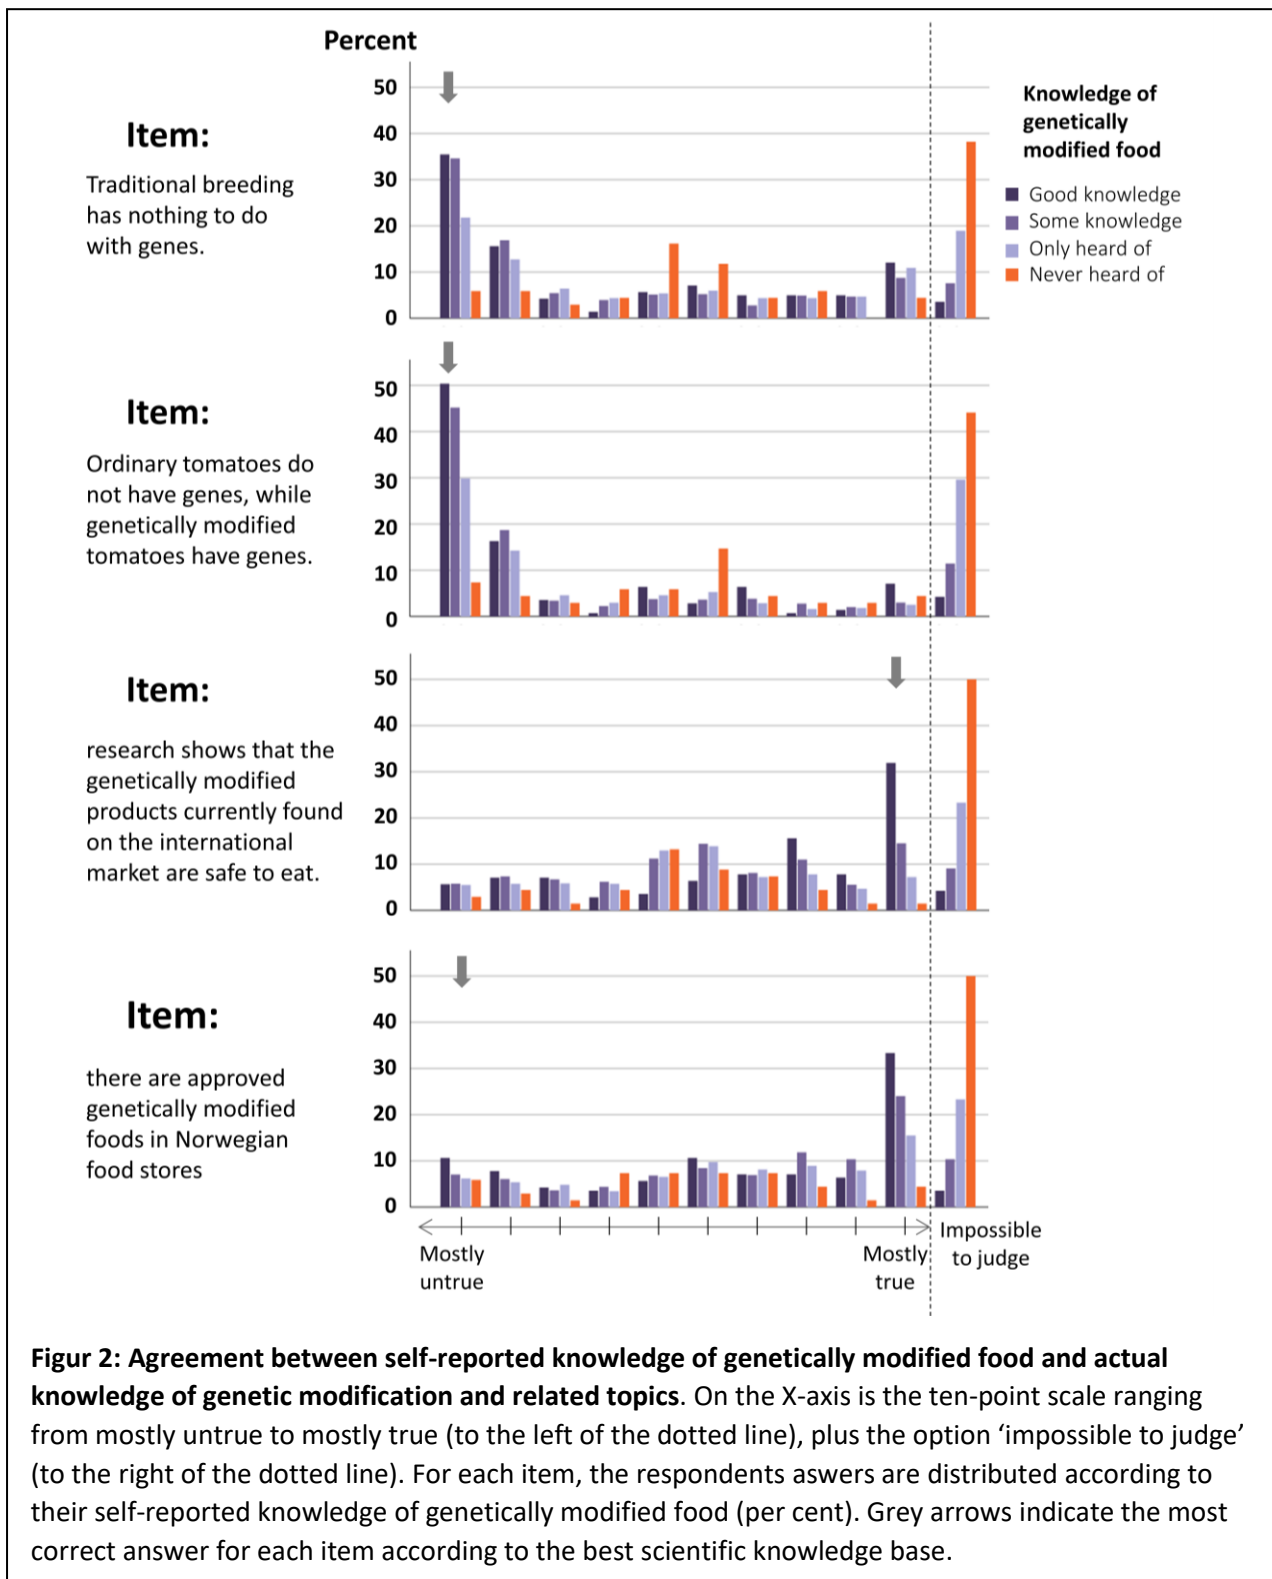 Percent
50
40
30
20
10
0
Item:
Traditional breeding
has nothing to do
with genes.
Knowledge of
genetically
modified food
Good knowledge
Some knowledge
Only heard of
Never heard of
50
40
30
20
10
0
Item:
Ordinary tomatoes do
not have genes, while
genetically modified
tomatoes have genes.
50
40
30
20
10
0
Item:
research shows that the
genetically modified
products currently found
on the international
market are safe to eat.
50
40
30
20
10
0
Item:
there are approved
genetically modified
foods in Norwegian
food stores
Mostly
untrue
Mostly
true
Impossible
to judge
Figur 2: Agreement between self-reported knowledge of genetically modified food and actual
knowledge of genetic modification and related topics. On the X-axis is the ten-point scale ranging
from mostly untrue to mostly true (to the left of the dotted line), plus the option ‘impossible to judge’
(to the right of the dotted line). For each item, the respondents aswers are distributed according to
their self-reported knowledge of genetically modified food (per cent). Grey arrows indicate the most
correct answer for each item according to the best scientific knowledge base.